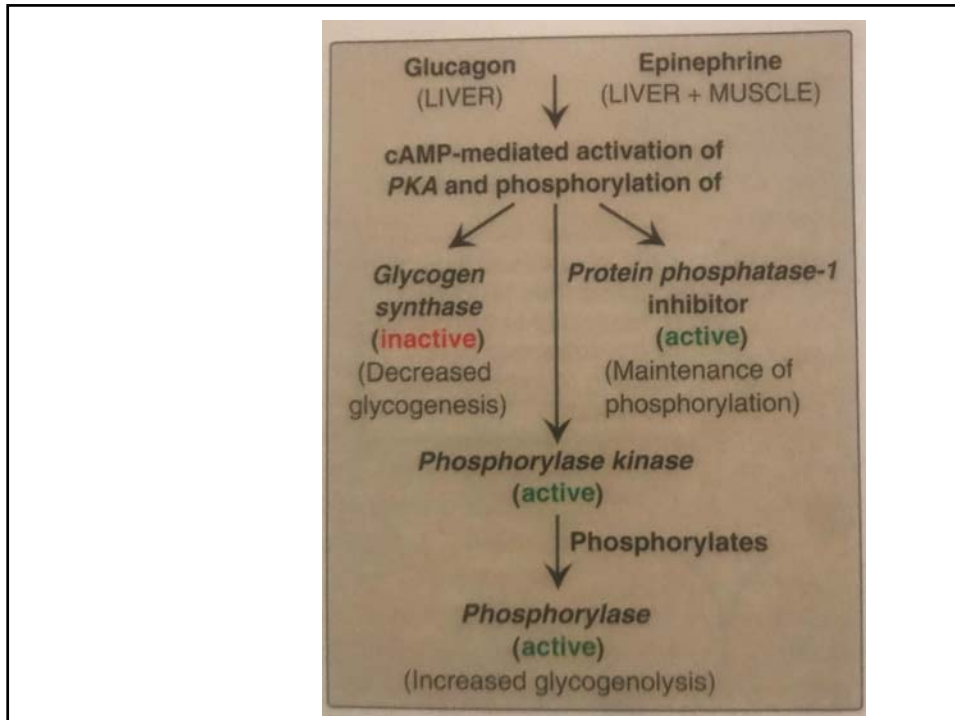 Glucagon
(LIVER)
Epinephrine
(LIVER + MUSCLE)
cAMP-mediated activation of
PKA and phosphorylation of
Glycogen
synthase
(inactive)
(Decreased
glycogenesis)
Protein phosphatase-1
inhibitor
(active)
(Maintenance of
phosphorylation)
Phosphorylase kinase
(active)
Phosphorylates
Phosphorylase
(active)
(Increased glycogenolysis)